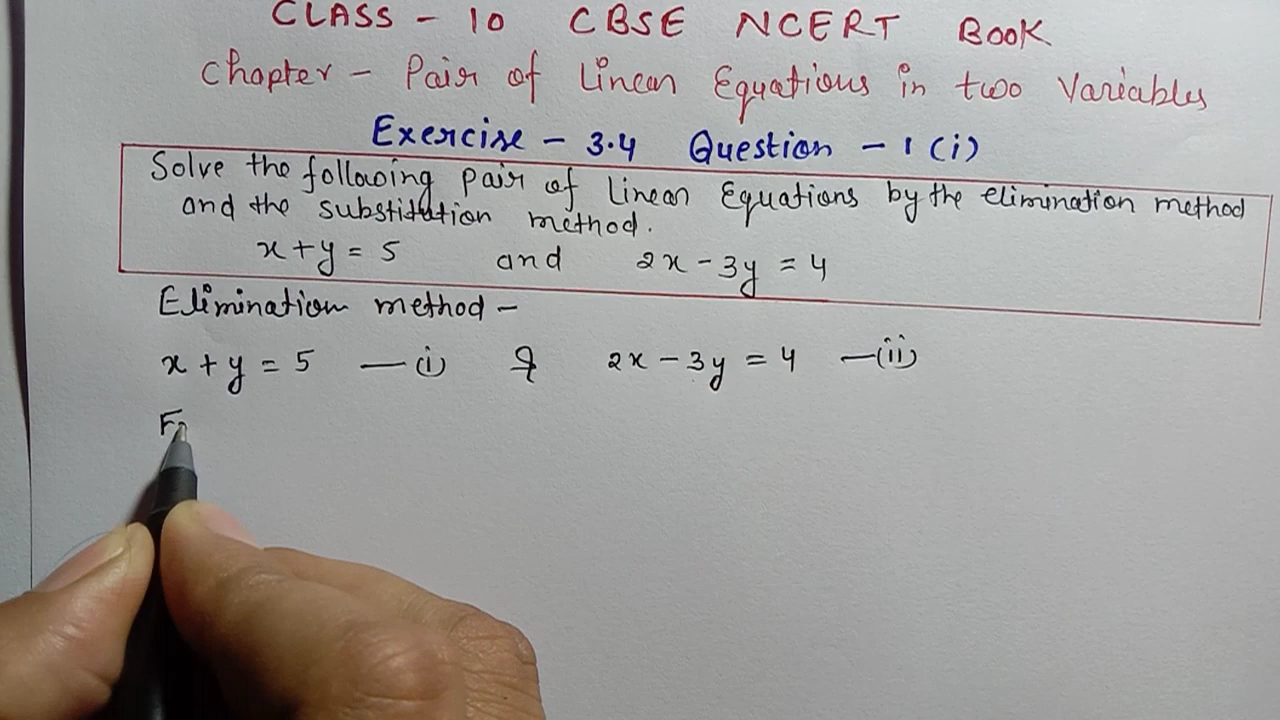 CLASS - 10 CBSE NCERT BOOK
Chapter - Pair of Linear Equations in two Variables
Exercise - 3.4 Question - 1 (i)
Solve the following pair of linear Equations by the elimination method
and the substitution method.
x + y = 5 and 2x - 3y = 4
Elimination method -
x + y = 5 —(i) & 2x - 3y = 4 —(ii)